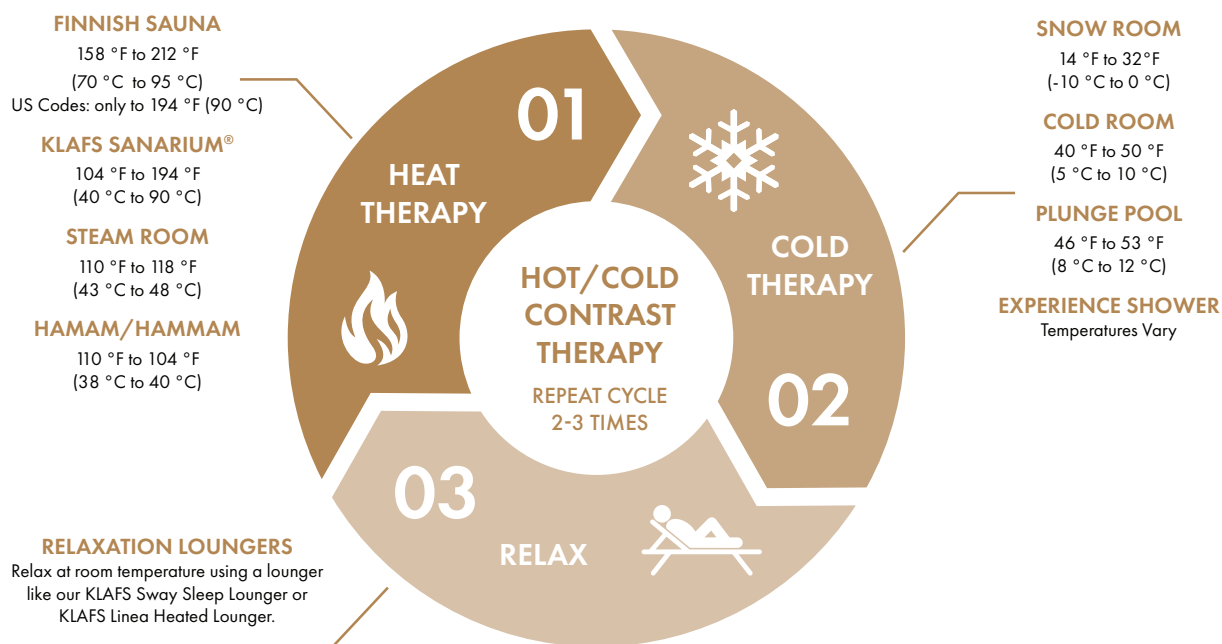 FINNISH SAUNA
158 °F to 212 °F
(70 °C to 95 °C)
US Codes: only to 194 °F (90 °C)
KLAFS SANARIUM®
104 °F to 194 °F
(40 °C to 90 °C)
STEAM ROOM
110 °F to 118 °F
(43 °C to 48 °C)
HAMAM/HAMMAM
110 °F to 104 °F
(38 °C to 40 °C)
01
HEAT
THERAPY
HOT/COLD
CONTRAST
THERAPY
REPEAT CYCLE
2-3 TIMES
COLD
THERAPY
02
SNOW ROOM
14 °F to 32°F
(-10 °C to 0 °C)
COLD ROOM
40 °F to 50 °F
(5 °C to 10 °C)
PLUNGE POOL
46 °F to 53 °F
(8 °C to 12 °C)
EXPERIENCE SHOWER
Temperatures Vary
03
RELAX
RELAXATION LOUNGERS
Relax at room temperature using a lounger
like our KLAFS Sway Sleep Lounger or
KLAFS Linea Heated Lounger.